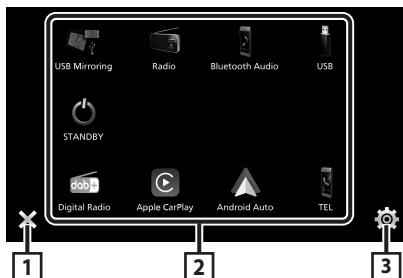 USB Mirroring Radio Bluetooth Audio USB
STANDBY
dab+
Digital Radio Apple CarPlay Android Auto TEL
1 2 3